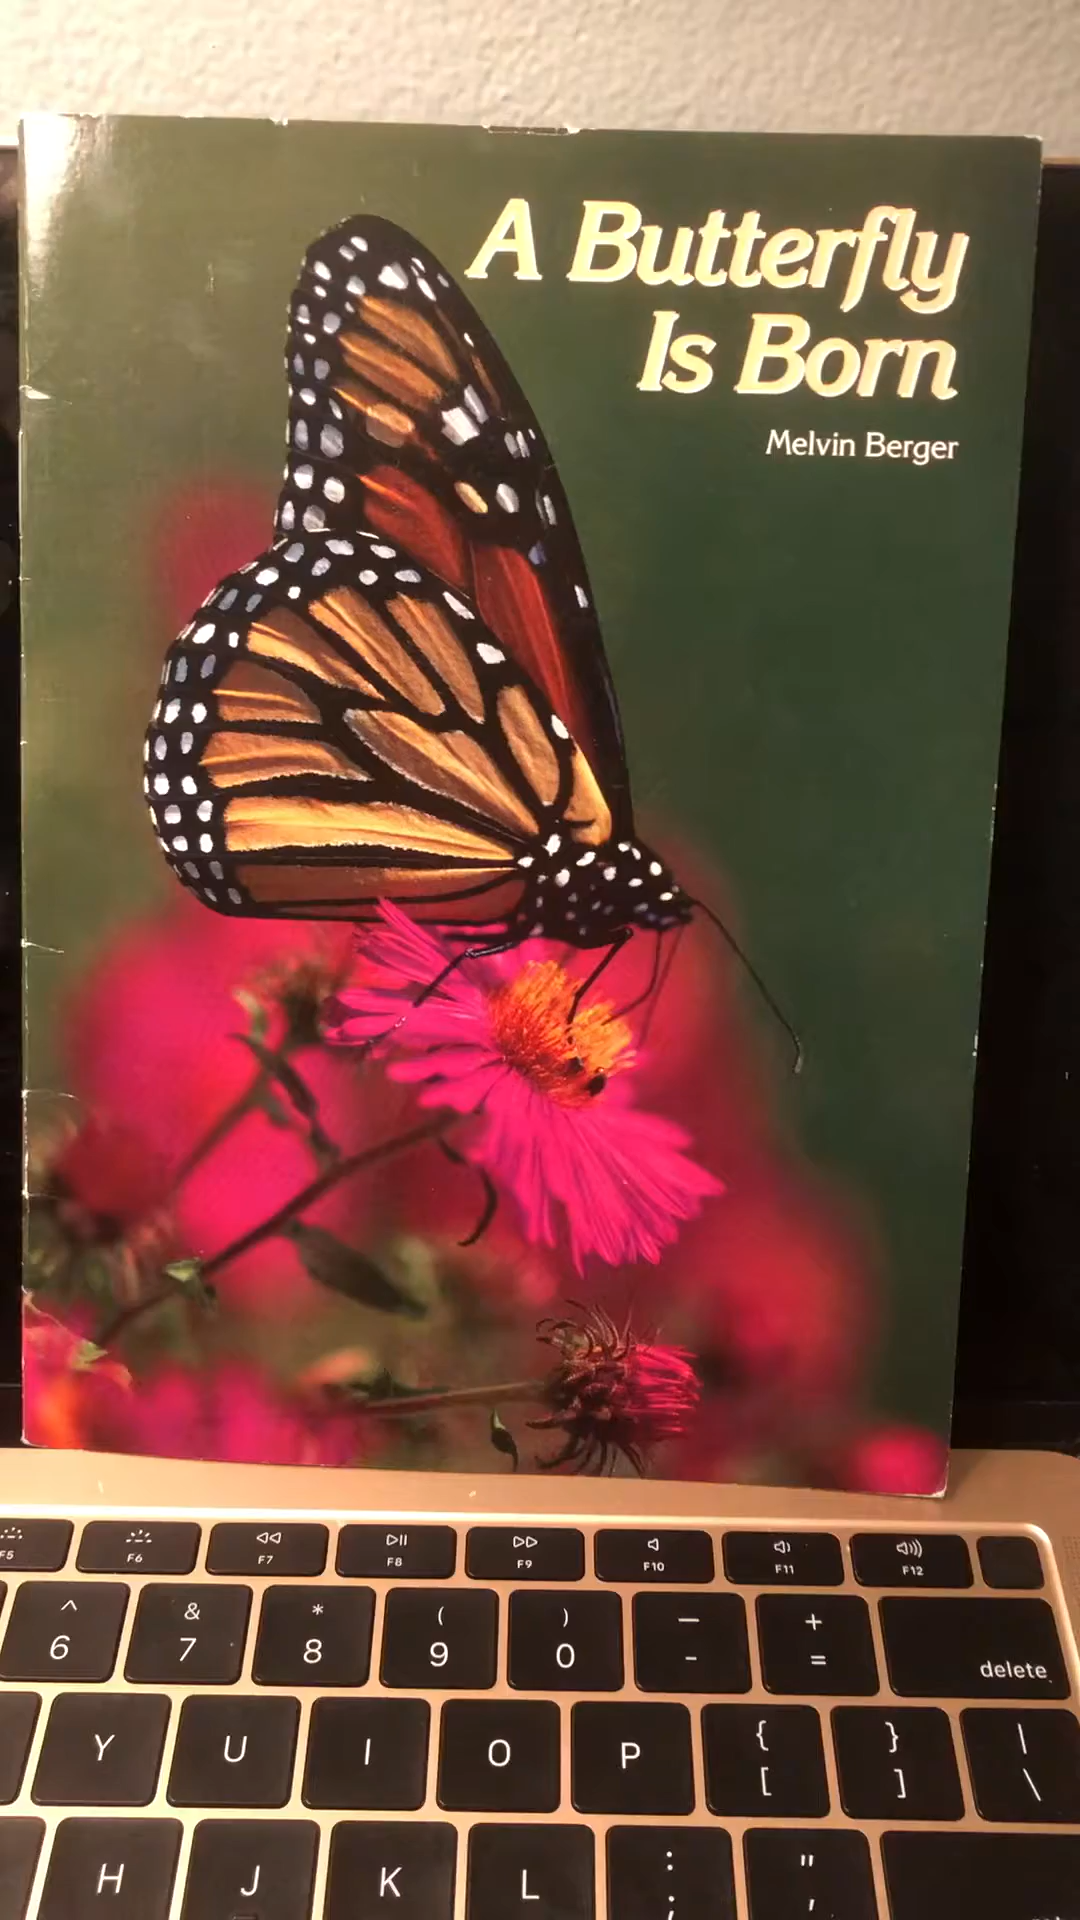 A Butterfly
Is Born
Melvin Berger
F5 F6 F7 F8 F9 F10 F11 F12
^ & * ( ) — +
6 7 8 9 0 - =
delete
{ } |
Y U I O P [ ] \
: "
H J K L ; '